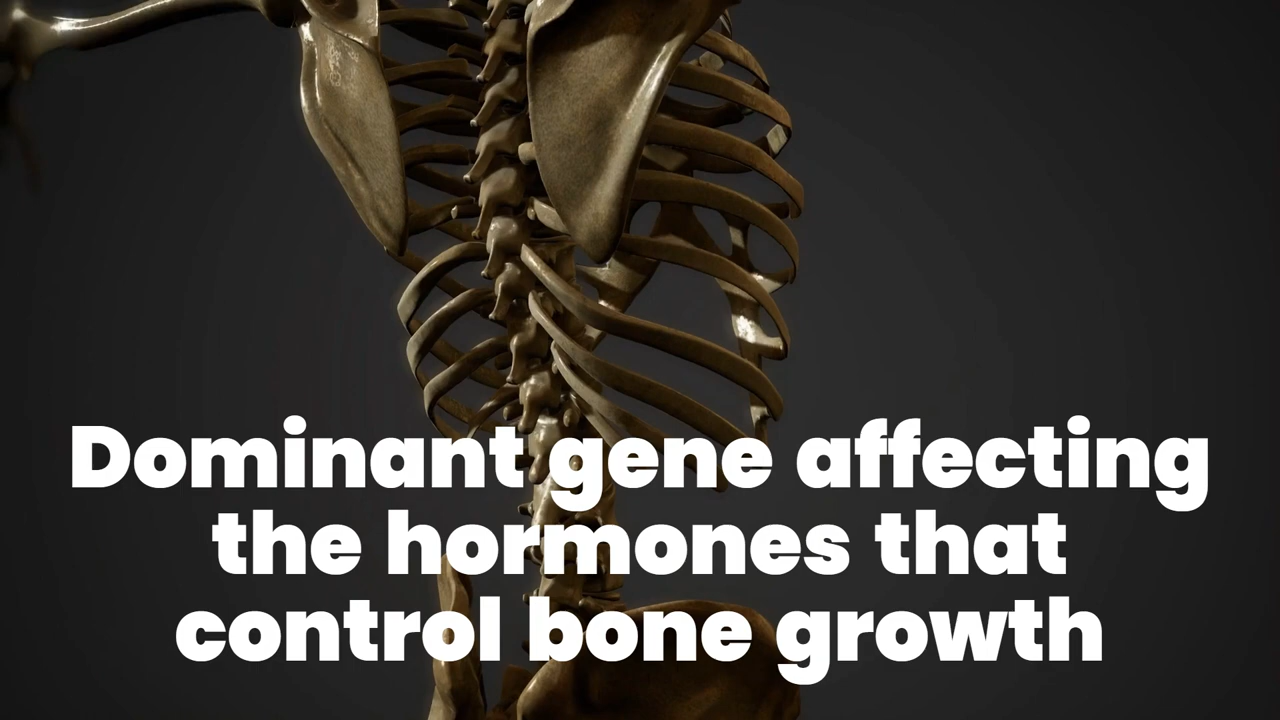 Dominant gene affecting
the hormones that
control bone growth